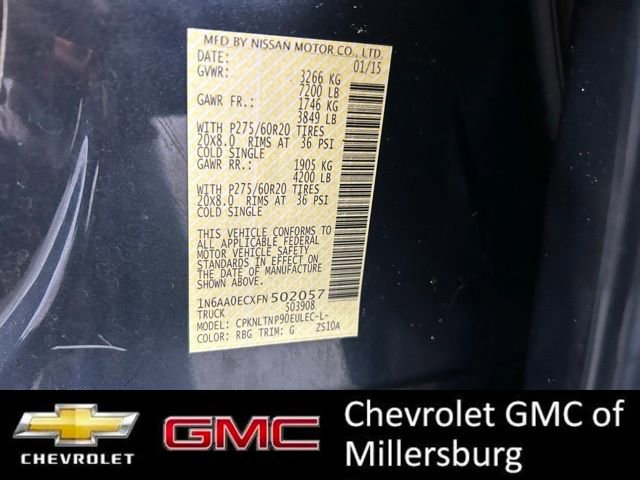 MFD BY NISSAN MOTOR CO., LTD.
DATE: 01/15
GVWR: 3266 KG
7200 LB
GAWR FR.: 1746 KG
3849 LB
WITH P275/60R20 TIRES
20X8.0 RIMS AT 36 PSI
COLD SINGLE
GAWR RR.: 1905 KG
4200 LB
WITH P275/60R20 TIRES
20X8.0 RIMS AT 36 PSI
COLD SINGLE
THIS VEHICLE CONFORMS TO
ALL APPLICABLE FEDERAL
MOTOR VEHICLE SAFETY
STANDARDS IN EFFECT ON
THE DATE OF MANUFACTURE
SHOWN ABOVE.
1N6AA0ECXFN502057
TRUCK 503908
MODEL: CPKNLTNP90EULEC-L-
COLOR: RBG TRIM: G ZS10A
CHEVROLET
GMC
Chevrolet GMC of
Millersburg